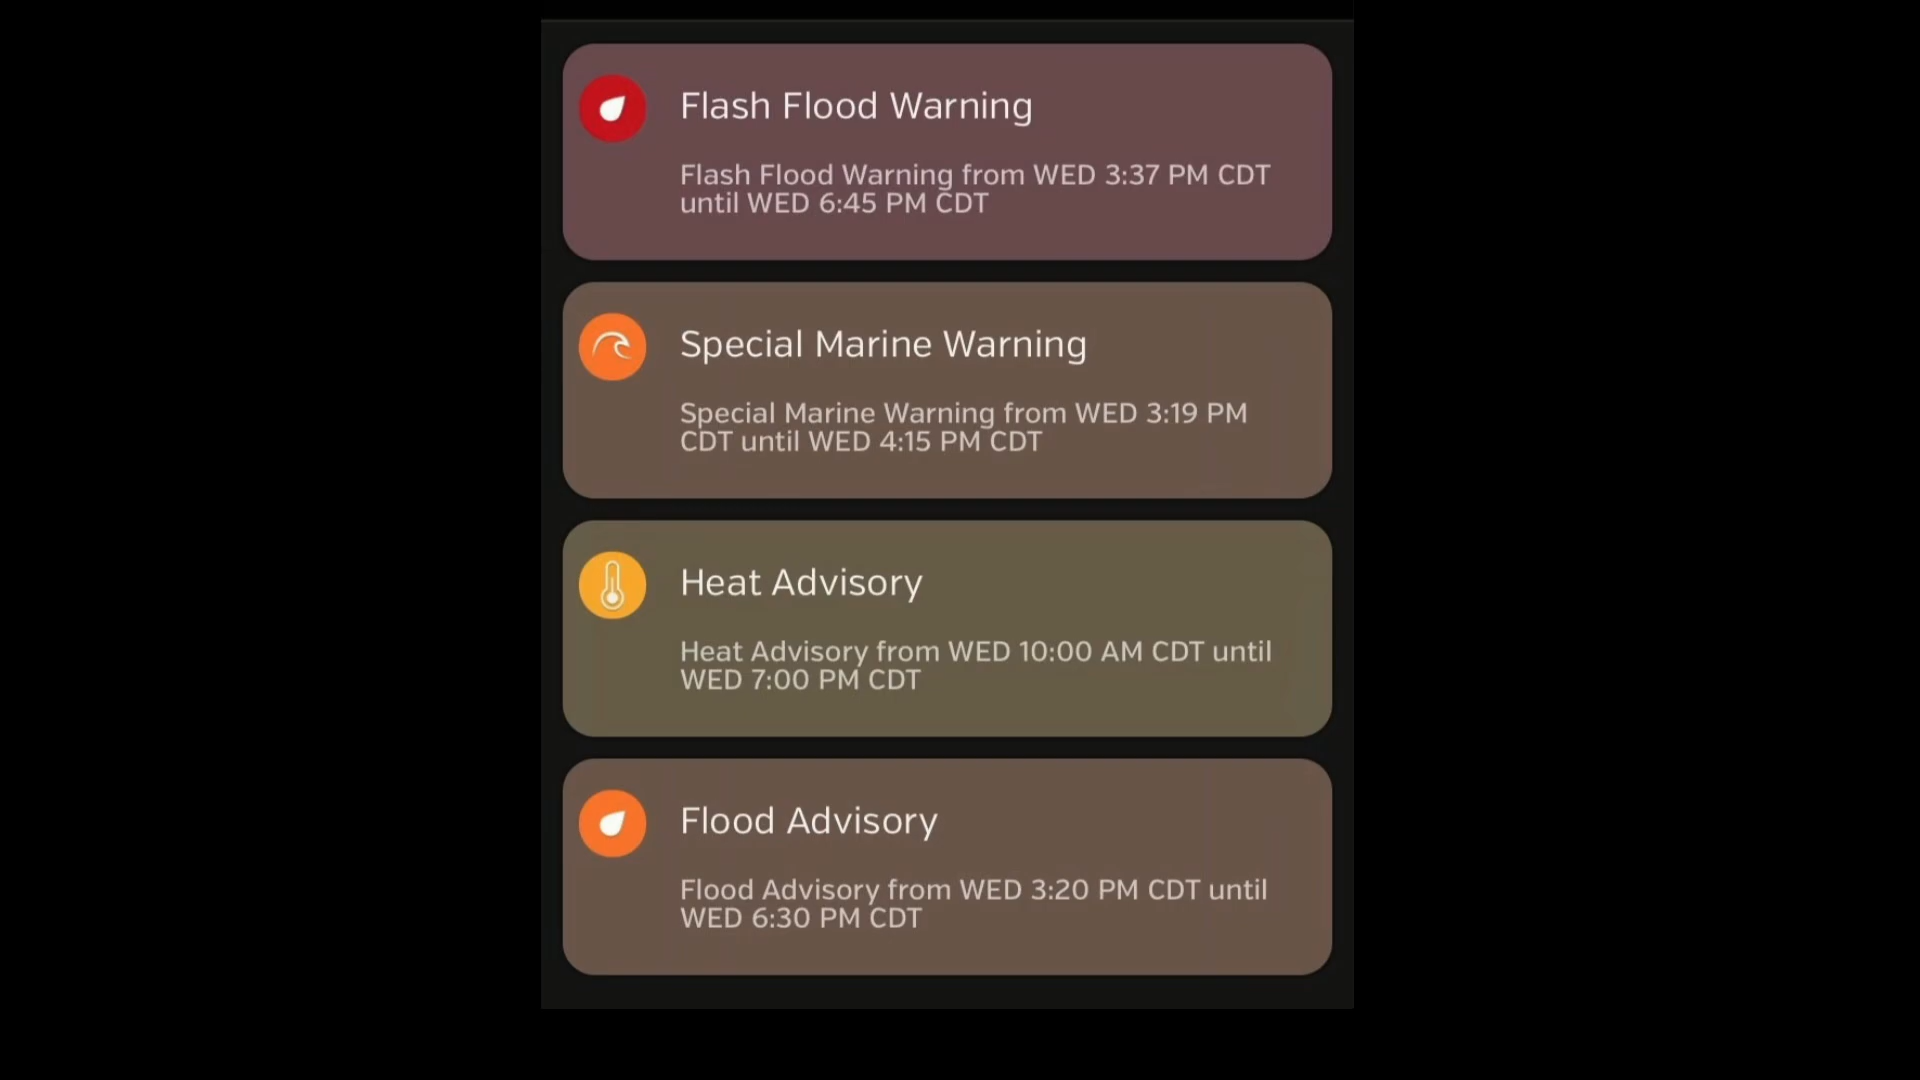 Flash Flood Warning
Flash Flood Warning from WED 3:37 PM CDT
until WED 6:45 PM CDT
Special Marine Warning
Special Marine Warning from WED 3:19 PM
CDT until WED 4:15 PM CDT
Heat Advisory
Heat Advisory from WED 10:00 AM CDT until
WED 7:00 PM CDT
Flood Advisory
Flood Advisory from WED 3:20 PM CDT until
WED 6:30 PM CDT